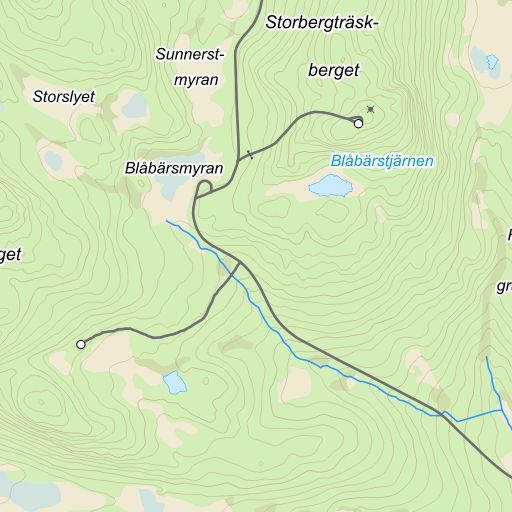 Storbergträsk-
berget
Sunnerst-
myran
Storslyet
Blåbärsmyran
Blåbärstjärnen
get
gr